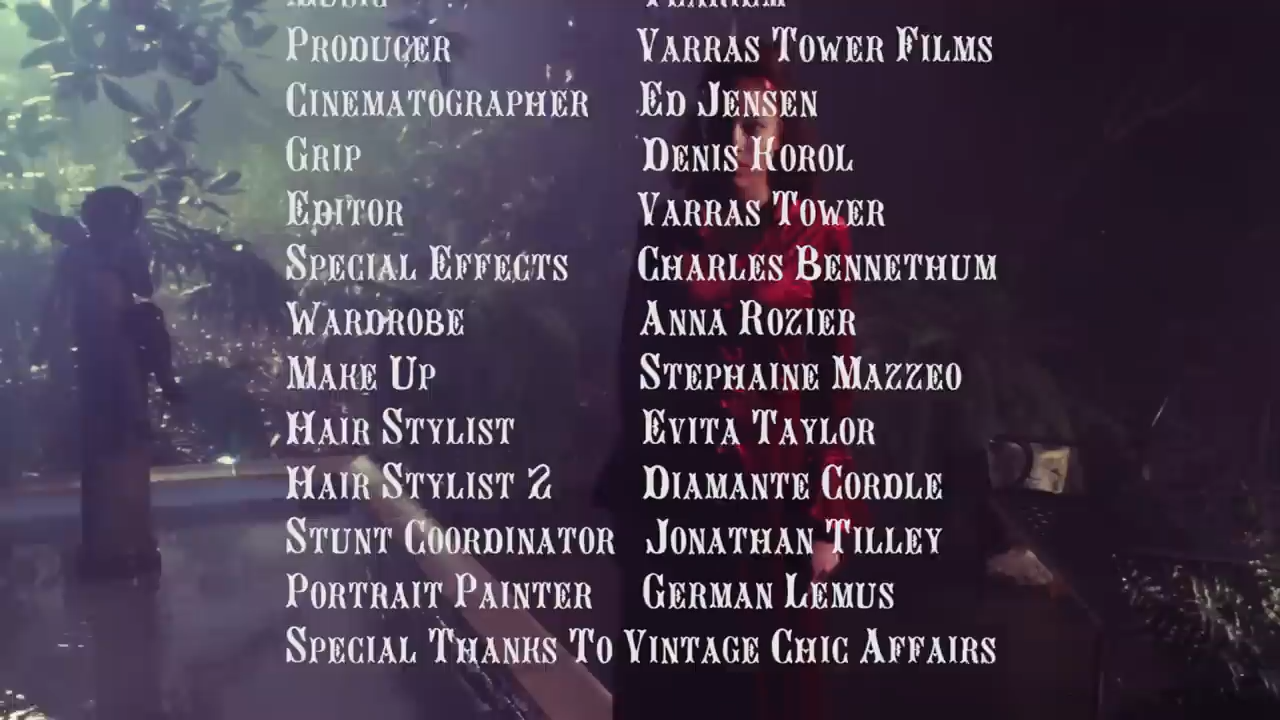 Producer Varras Tower Films
Cinematographer Ed Jensen
Grip Denis Korol
Editor Varras Tower
Special Effects Charles Bennethum
Wardrobe Anna Rozier
Make Up Stephaine Mazzeo
Hair Stylist Evita Taylor
Hair Stylist 2 Diamante Cordle
Stunt Coordinator Jonathan Tilley
Portrait Painter German Lemus
Special Thanks To Vintage Chic Affairs